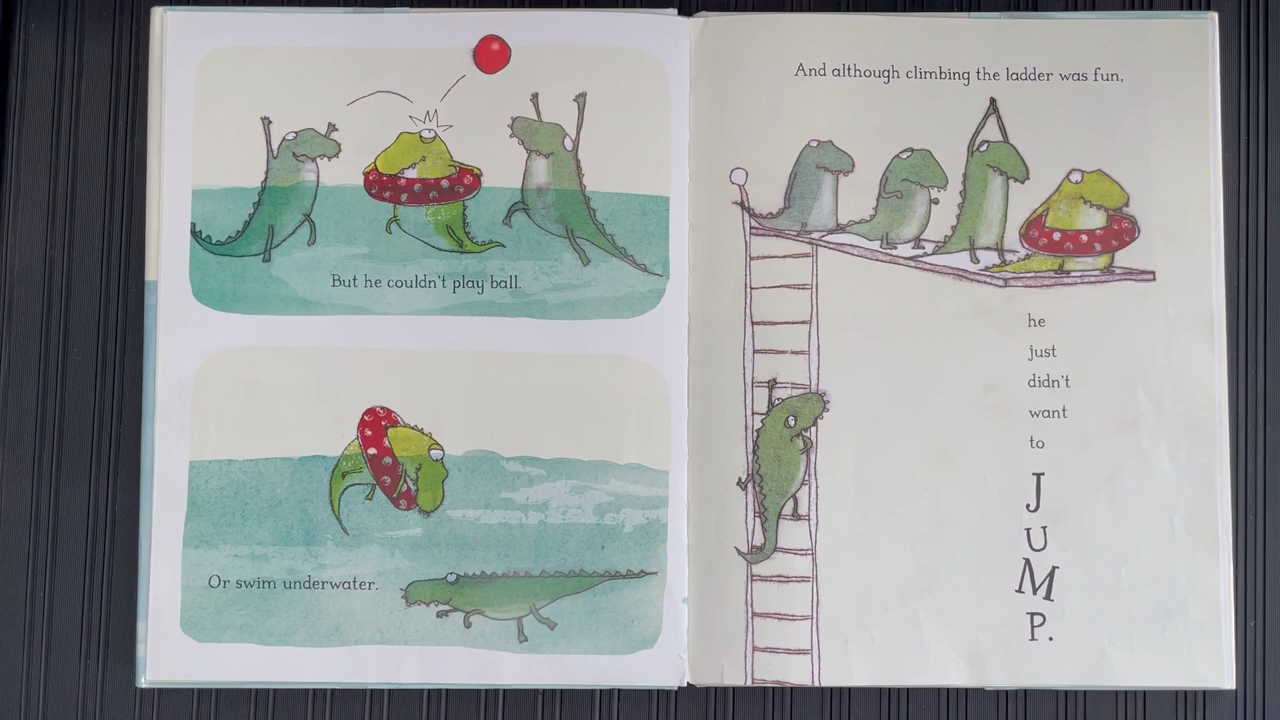 But he couldn't play ball.
Or swim underwater.
And although climbing the ladder was fun,
he
just
didn't
want
to
J
U
M
P.